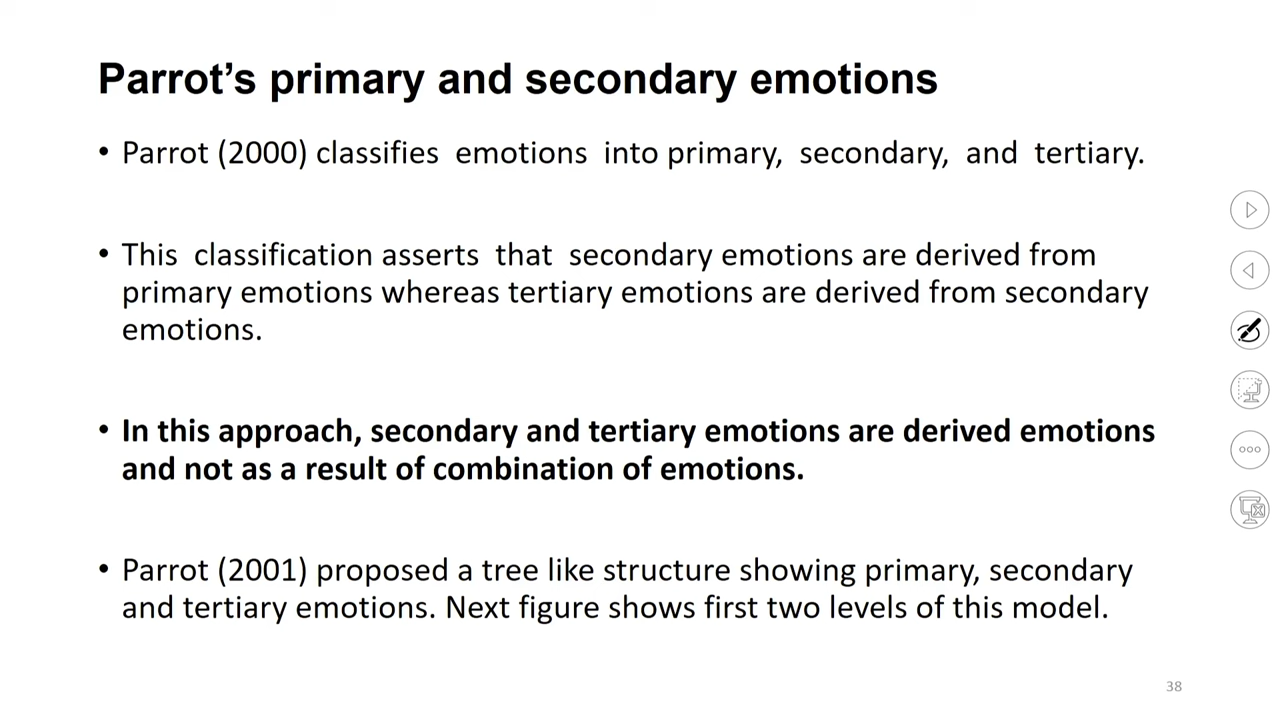 Parrot’s primary and secondary emotions
• Parrot (2000) classifies emotions into primary, secondary, and tertiary.
• This classification asserts that secondary emotions are derived from
primary emotions whereas tertiary emotions are derived from secondary
emotions.
• In this approach, secondary and tertiary emotions are derived emotions
and not as a result of combination of emotions.
• Parrot (2001) proposed a tree like structure showing primary, secondary
and tertiary emotions. Next figure shows first two levels of this model.
38